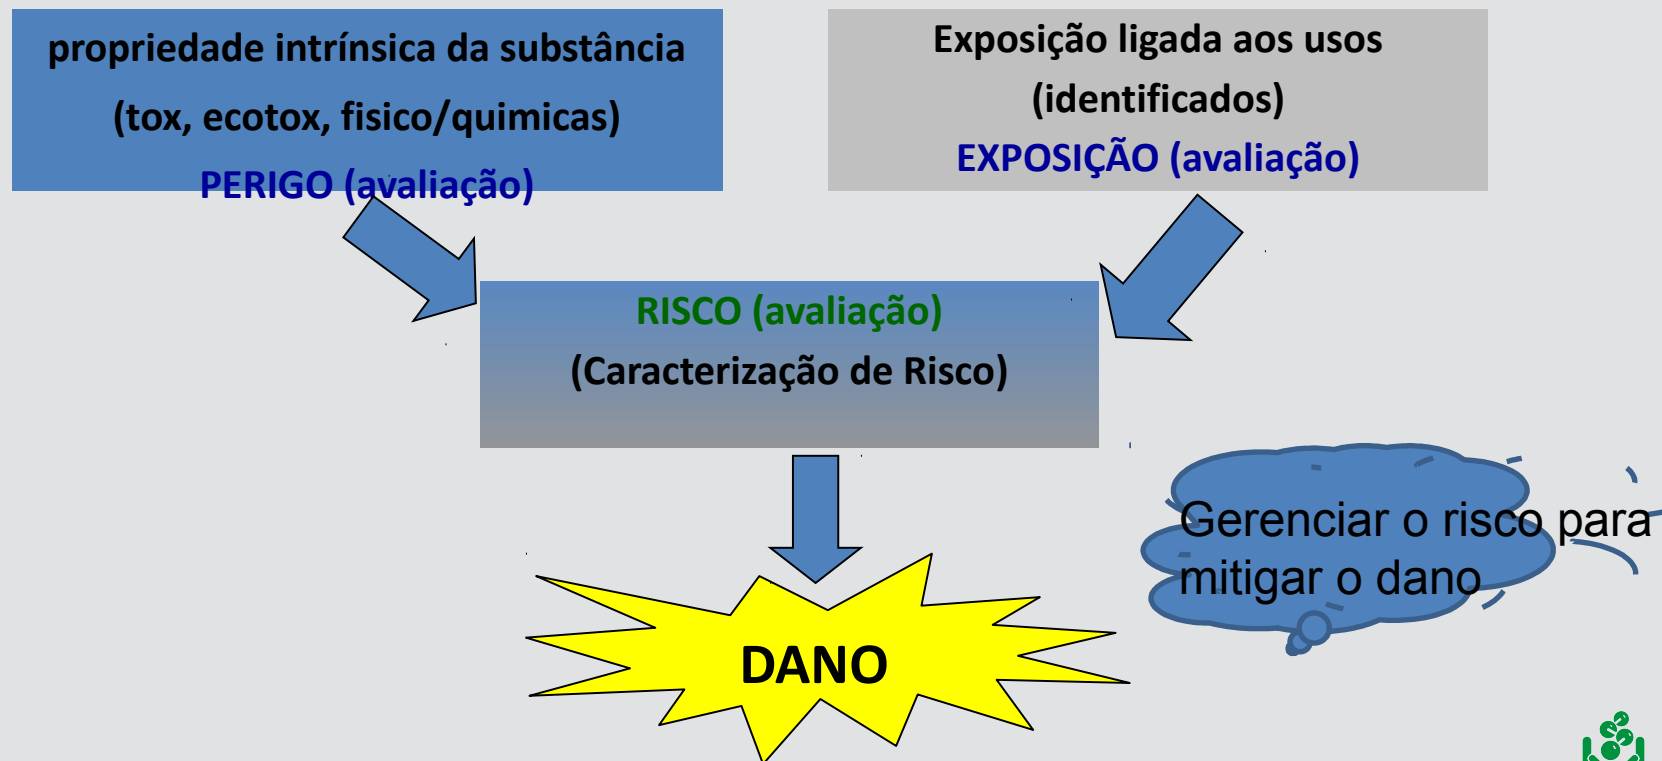 propriedade intrínsica da substância
(tox, ecotox, fisico/quimicas)
PERIGO (avaliação)
Exposição ligada aos usos
(identificados)
EXPOSIÇÃO (avaliação)
RISCO (avaliação)
(Caracterização de Risco)
Gerenciar o risco para
mitigar o dano
DANO